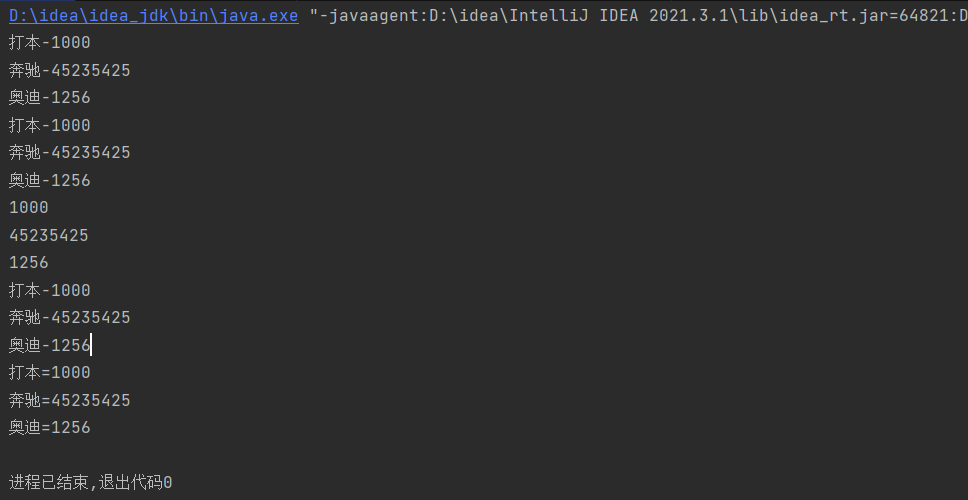 D:\idea\idea_jdk\bin\java.exe "-javaagent:D:\idea\IntelliJ IDEA 2021.3.1\lib\idea_rt.jar=64821:D
打本-1000
奔驰-45235425
奥迪-1256
打本-1000
奔驰-45235425
奥迪-1256
1000
45235425
1256
打本-1000
奔驰-45235425
奥迪-1256
打本=1000
奔驰=45235425
奥迪=1256
进程已结束,退出代码0